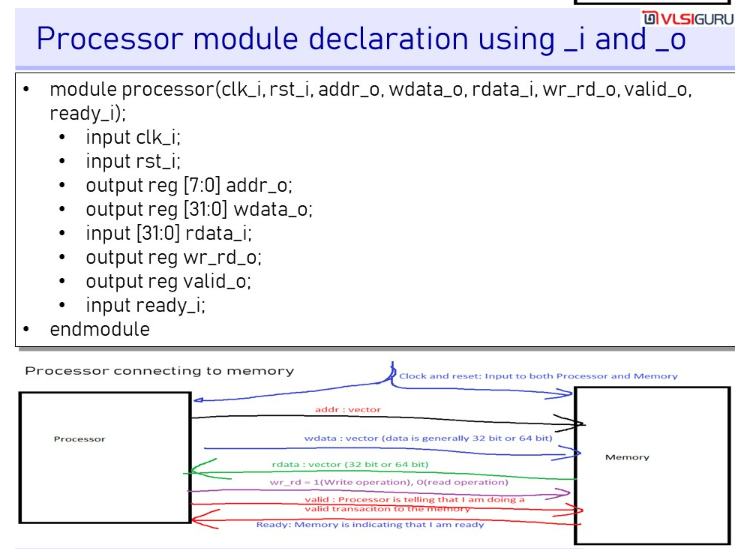 VLSIGURU
Processor module declaration using _i and _o
• module processor(clk_i, rst_i, addr_o, wdata_o, rdata_i, wr_rd_o, valid_o,
ready_i);
• input clk_i;
• input rst_i;
• output reg [7:0] addr_o;
• output reg [31:0] wdata_o;
• input [31:0] rdata_i;
• output reg wr_rd_o;
• output reg valid_o;
• input ready_i;
• endmodule
Processor connecting to memory
Clock and reset: Input to both Processor and Memory
addr : vector
Processor
wdata : vector (data is generally 32 bit or 64 bit)
Memory
rdata : vector (32 bit or 64 bit)
wr_rd = 1(Write operation), 0(read operation)
valid : Processor is telling that I am doing a
valid transaciton to the memory
Ready: Memory is indicating that I am ready